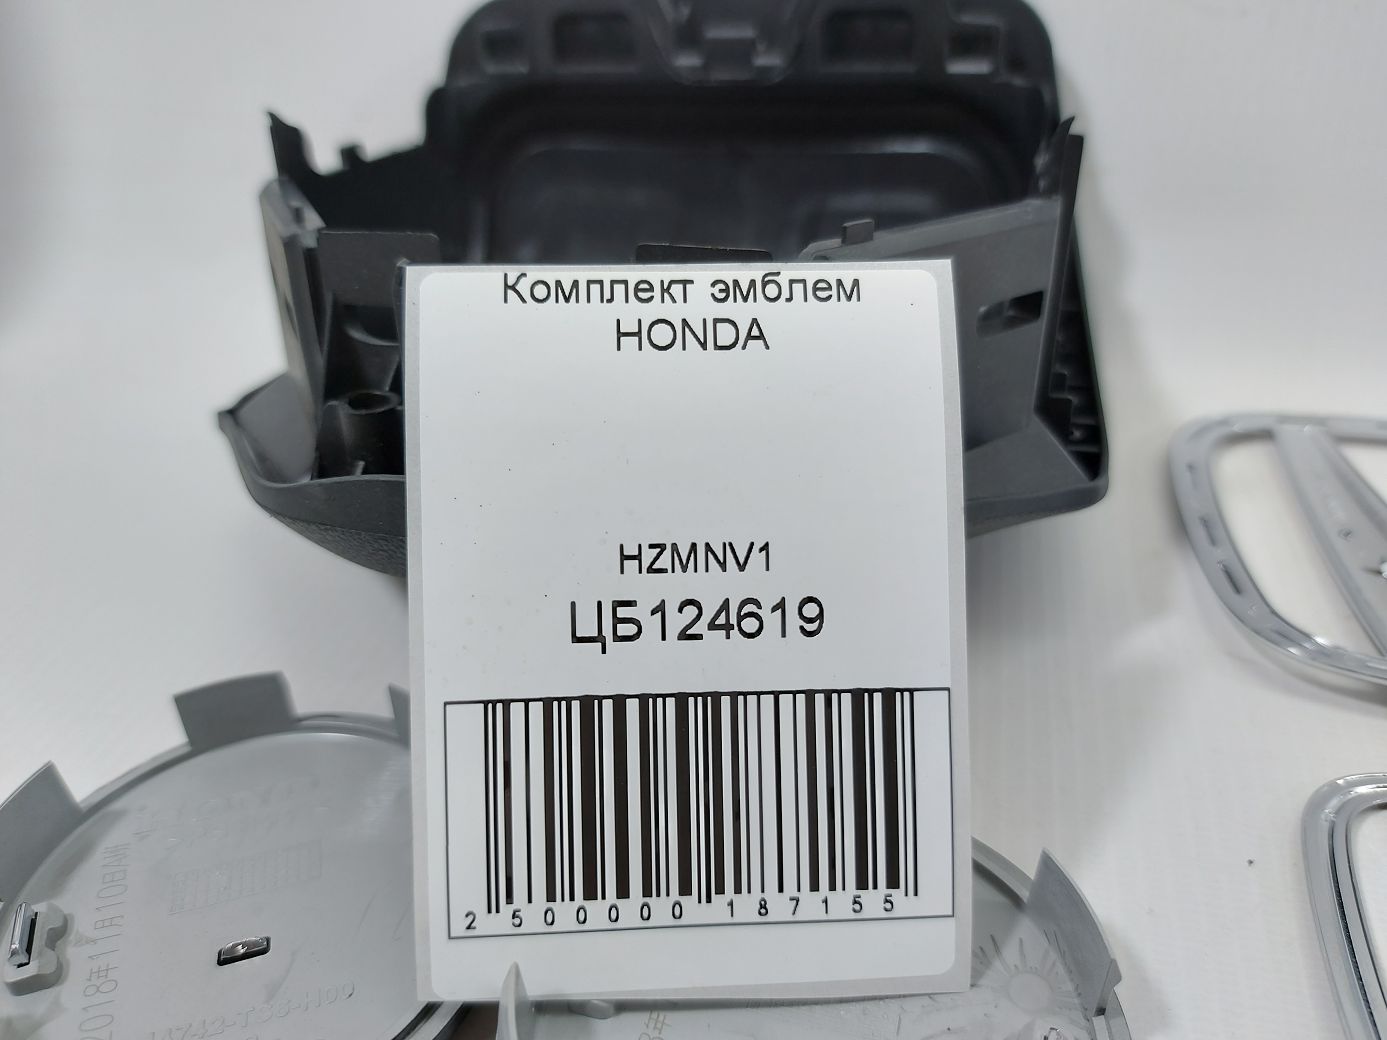 Комплект эмблем
HONDA
HZMNV1
ЦБ124619
2 500000 187155